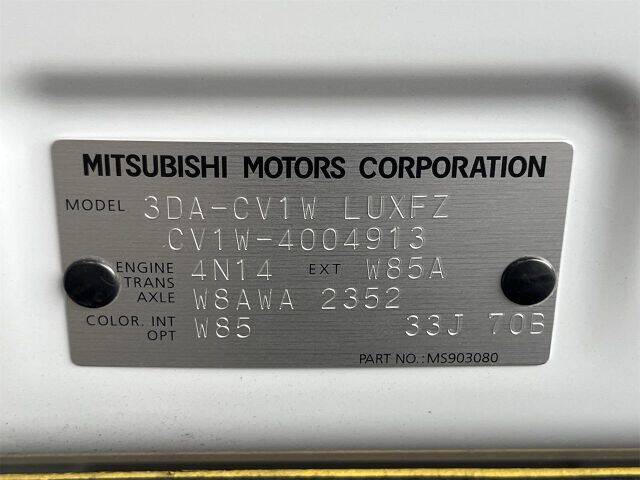 MITSUBISHI MOTORS CORPORATION
MODEL 3DA-CV1W LUXFZ
CV1W-4004913
ENGINE 4N14 EXT W85A
TRANS
AXLE W8AWA 2352
COLOR. INT
OPT W85 33J 70B
PART NO.: MS903080